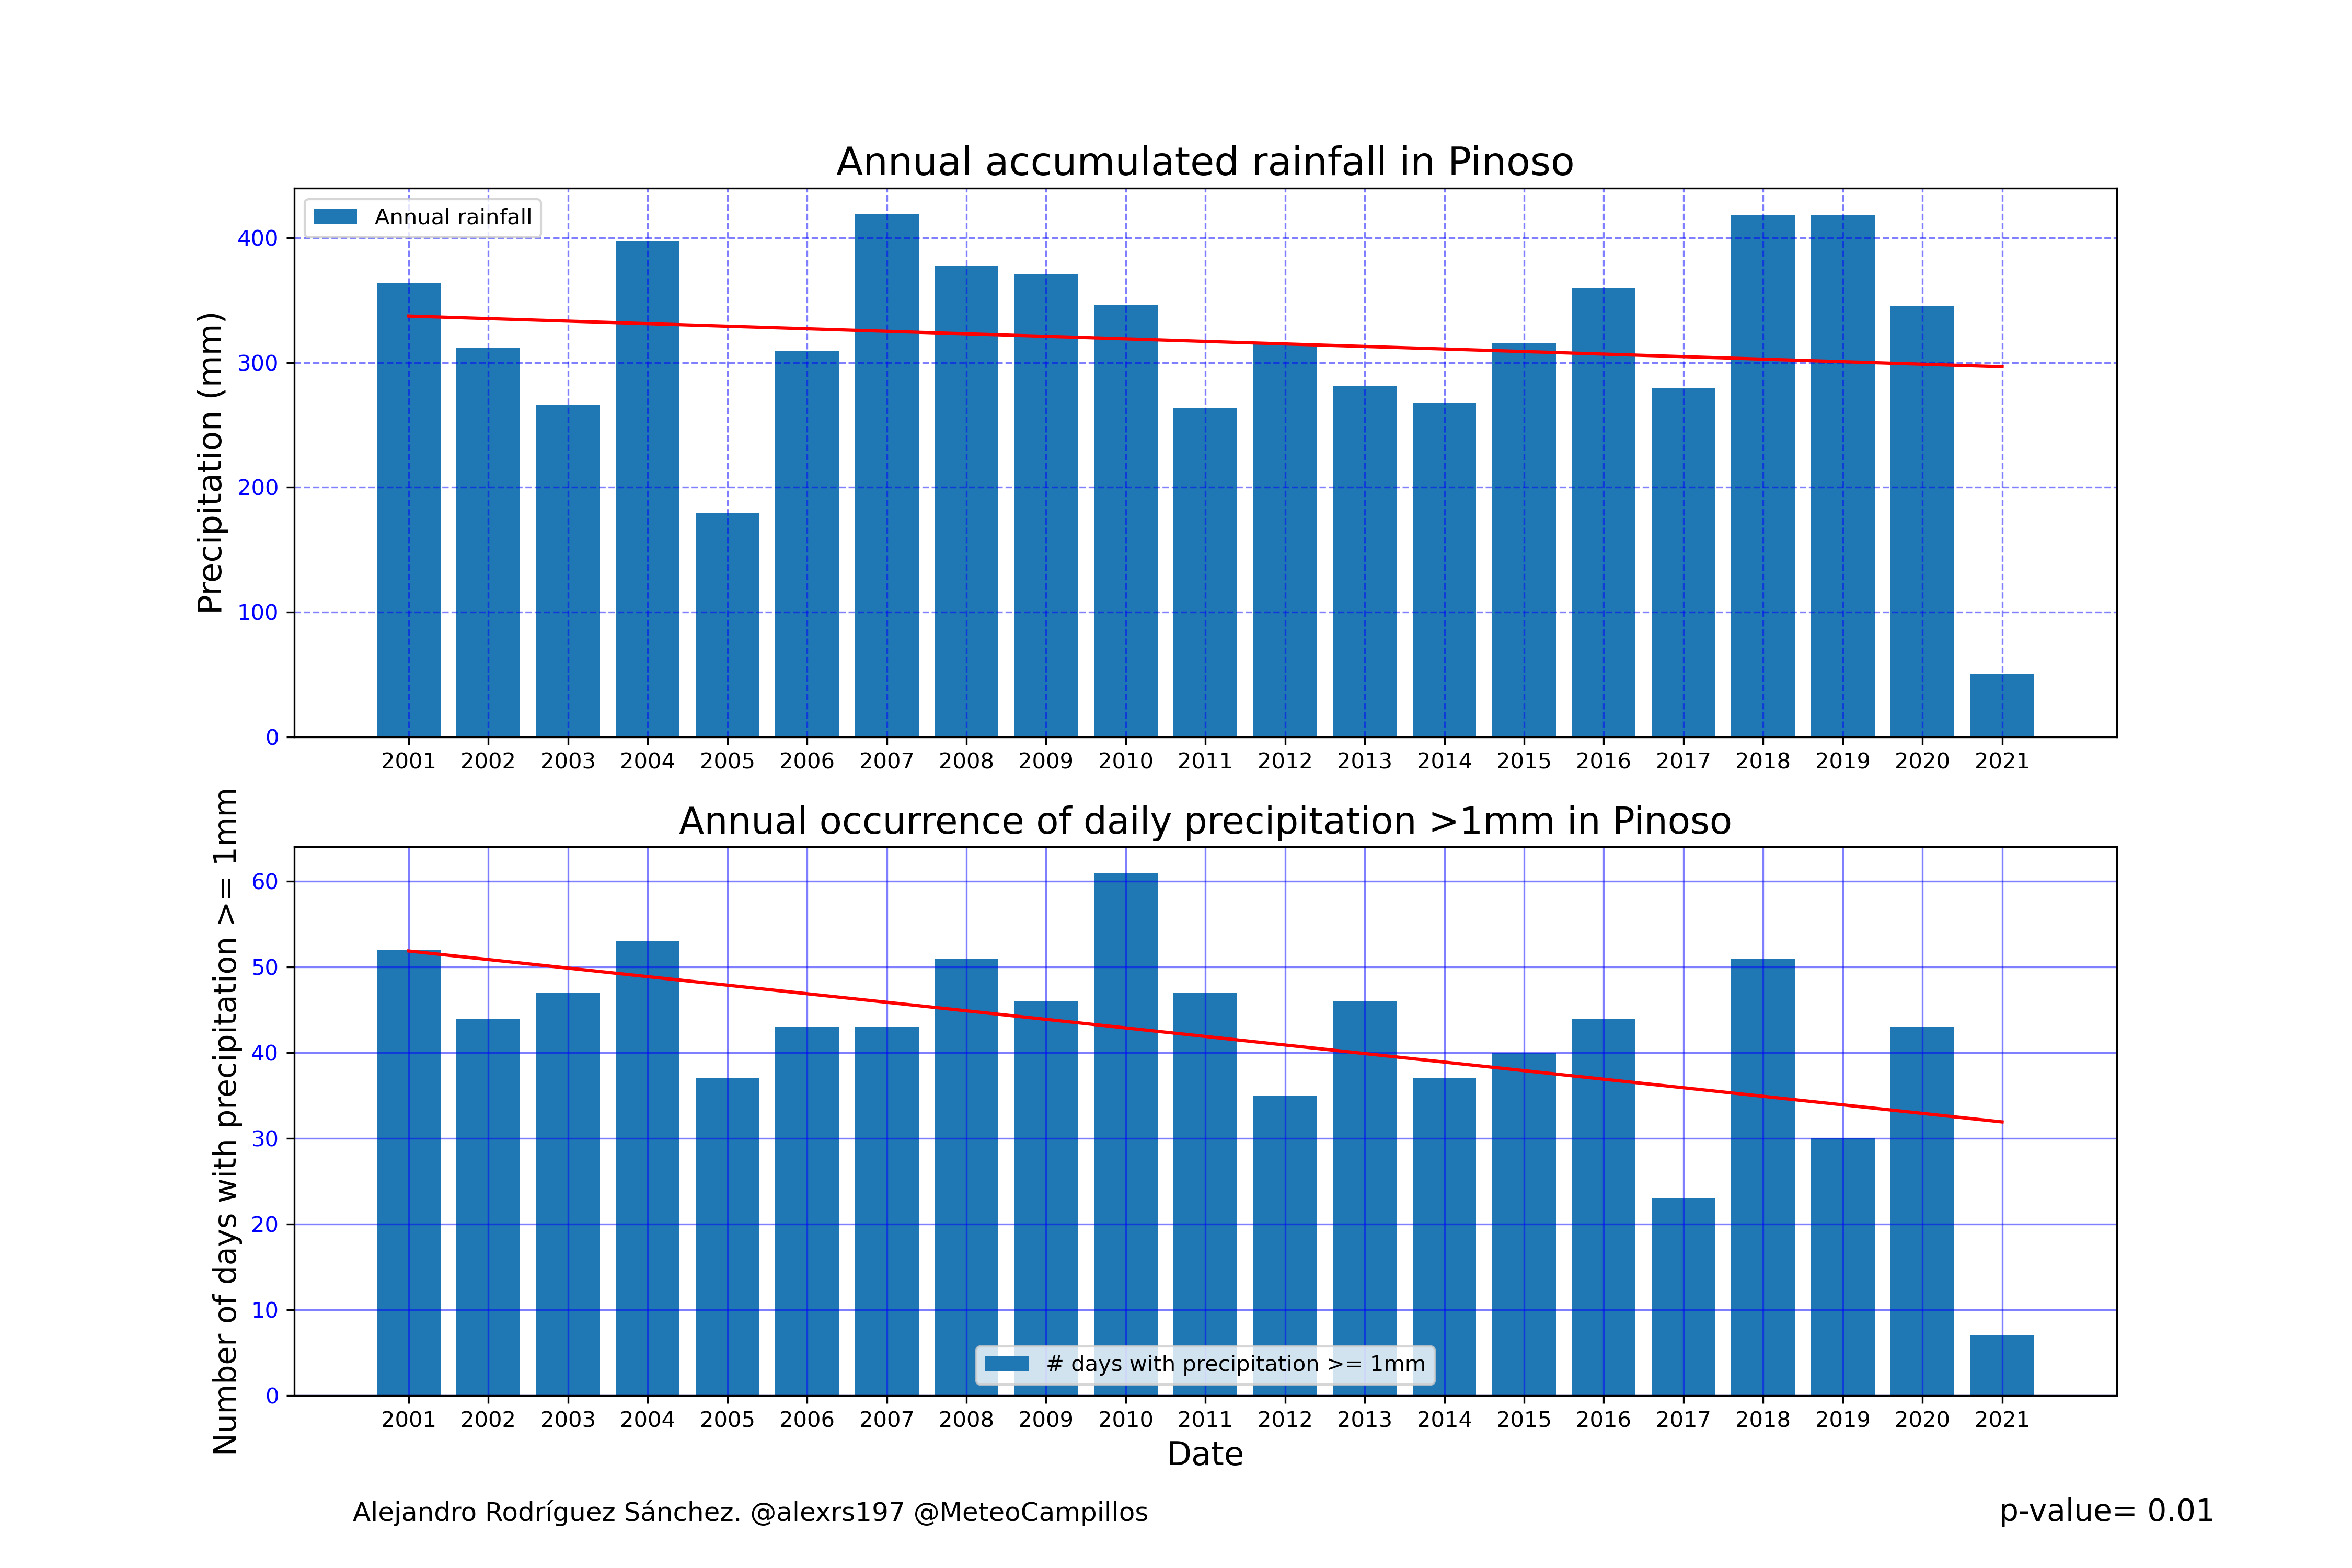 Annual accumulated rainfall in Pinoso
Annual rainfall
Precipitation (mm)
400
300
200
100
0
2001 2002 2003 2004 2005 2006 2007 2008 2009 2010 2011 2012 2013 2014 2015 2016 2017 2018 2019 2020 2021
Annual occurrence of daily precipitation >1mm in Pinoso
Number of days with precipitation >= 1mm
60
50
40
30
20
10
0
# days with precipitation >= 1mm
2001 2002 2003 2004 2005 2006 2007 2008 2009 2010 2011 2012 2013 2014 2015 2016 2017 2018 2019 2020 2021
Date
Alejandro Rodríguez Sánchez. @alexrs197 @MeteoCampillos
p-value= 0.01